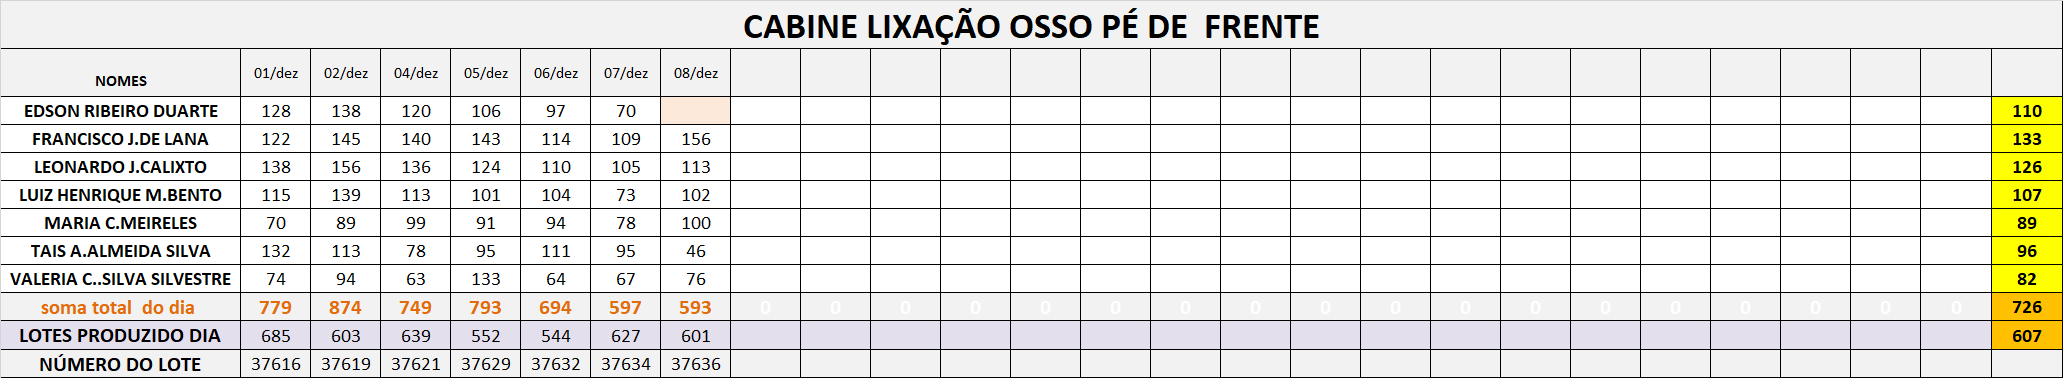 CABINE LIXAÇÃO OSSO PÉ DE  FRENTE
NOMES 01/dez 02/dez 04/dez 05/dez 06/dez 07/dez 08/dez
EDSON RIBEIRO DUARTE 128 138 120 106 97 70 110
FRANCISCO J.DE LANA 122 145 140 143 114 109 156 133
LEONARDO J.CALIXTO 138 156 136 124 110 105 113 126
LUIZ HENRIQUE M.BENTO 115 139 113 101 104 73 102 107
MARIA C.MEIRELES 70 89 99 91 94 78 100 89
TAIS A.ALMEIDA SILVA 132 113 78 95 111 95 46 96
VALERIA C..SILVA SILVESTRE 74 94 63 133 64 67 76 82
soma total  do dia 779 874 749 793 694 597 593 0 0 0 0 0 0 0 0 0 0 0 0 0 0 0 0 0 0 726
LOTES PRODUZIDO DIA 685 603 639 552 544 627 601 607
NÚMERO DO LOTE 37616 37619 37621 37629 37632 37634 37636